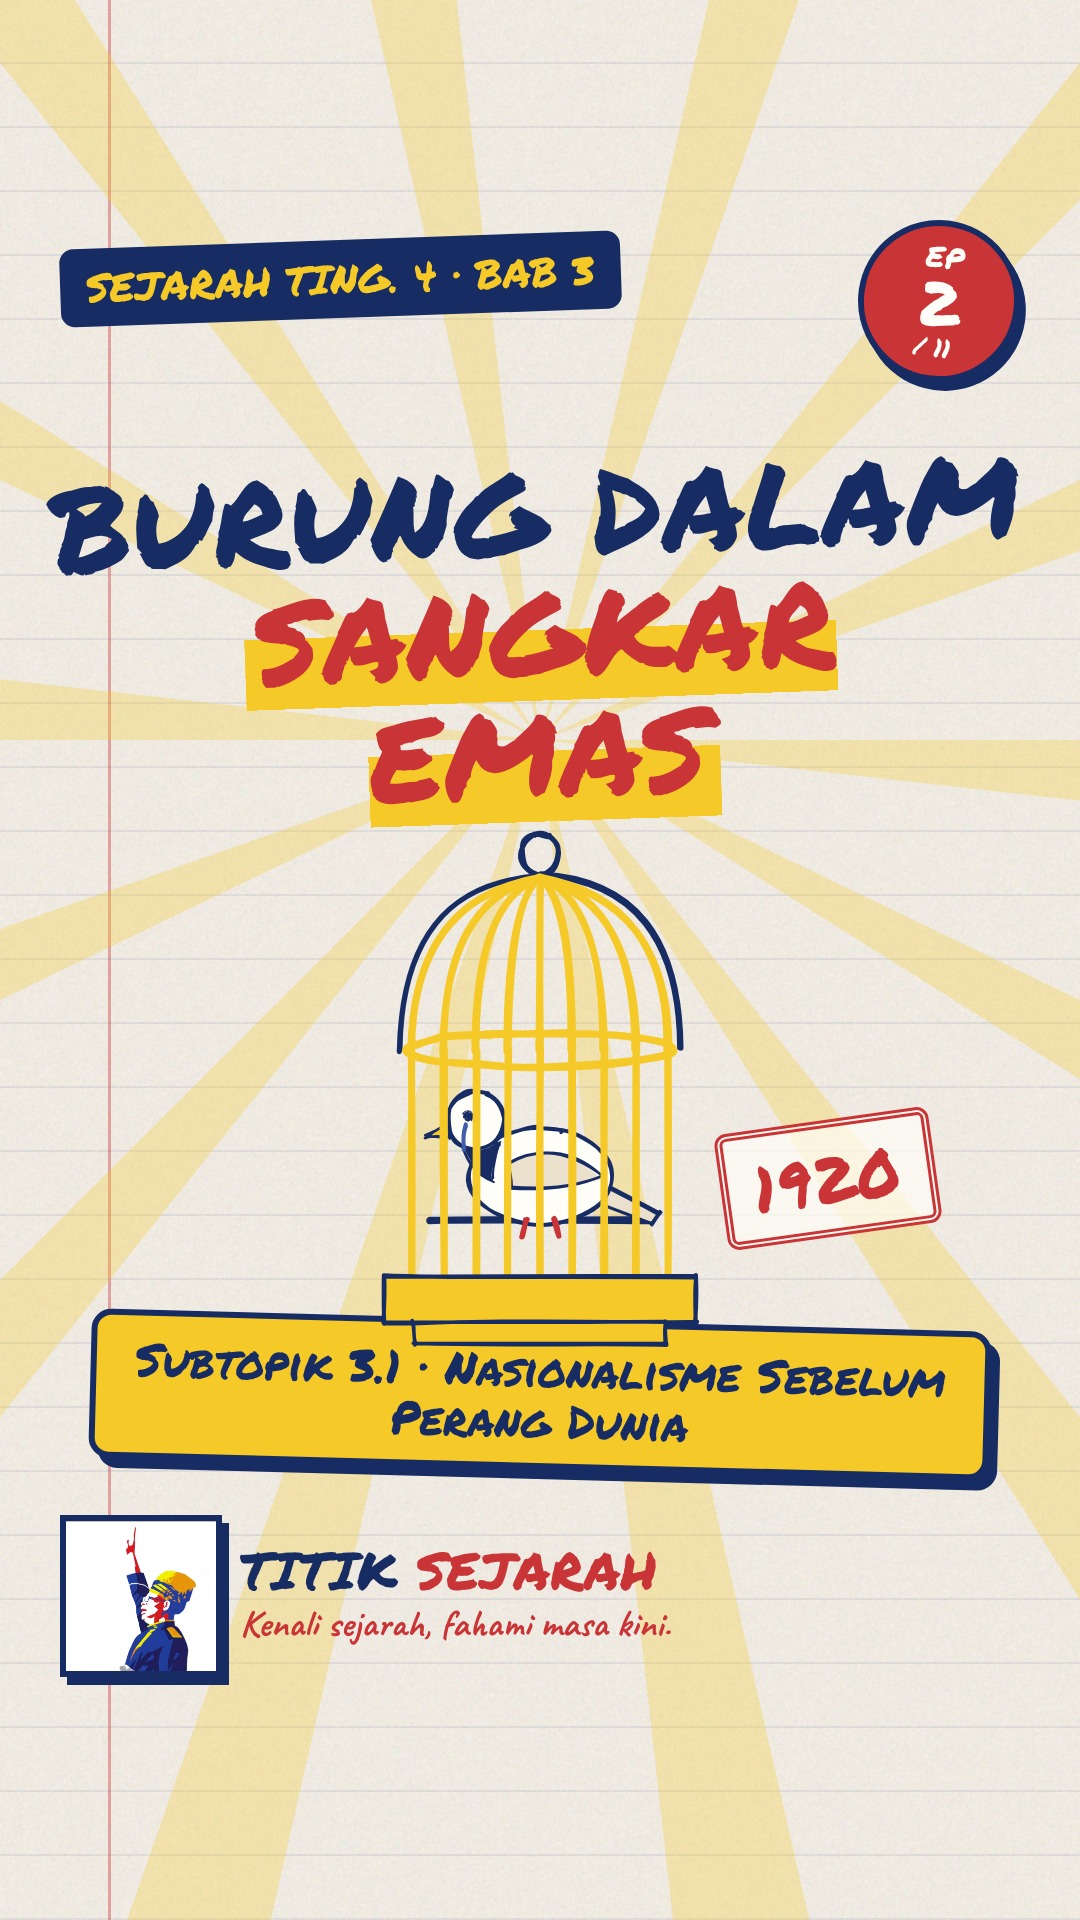 SEJARAH TING. 4 · BAB 3
EP
2
/ 11
BURUNG DALAM
SANGKAR
EMAS
1920
SUBTOPIK 3.1 · NASIONALISME SEBELUM
PERANG DUNIA
TITIK SEJARAH
Kenali sejarah, fahami masa kini.